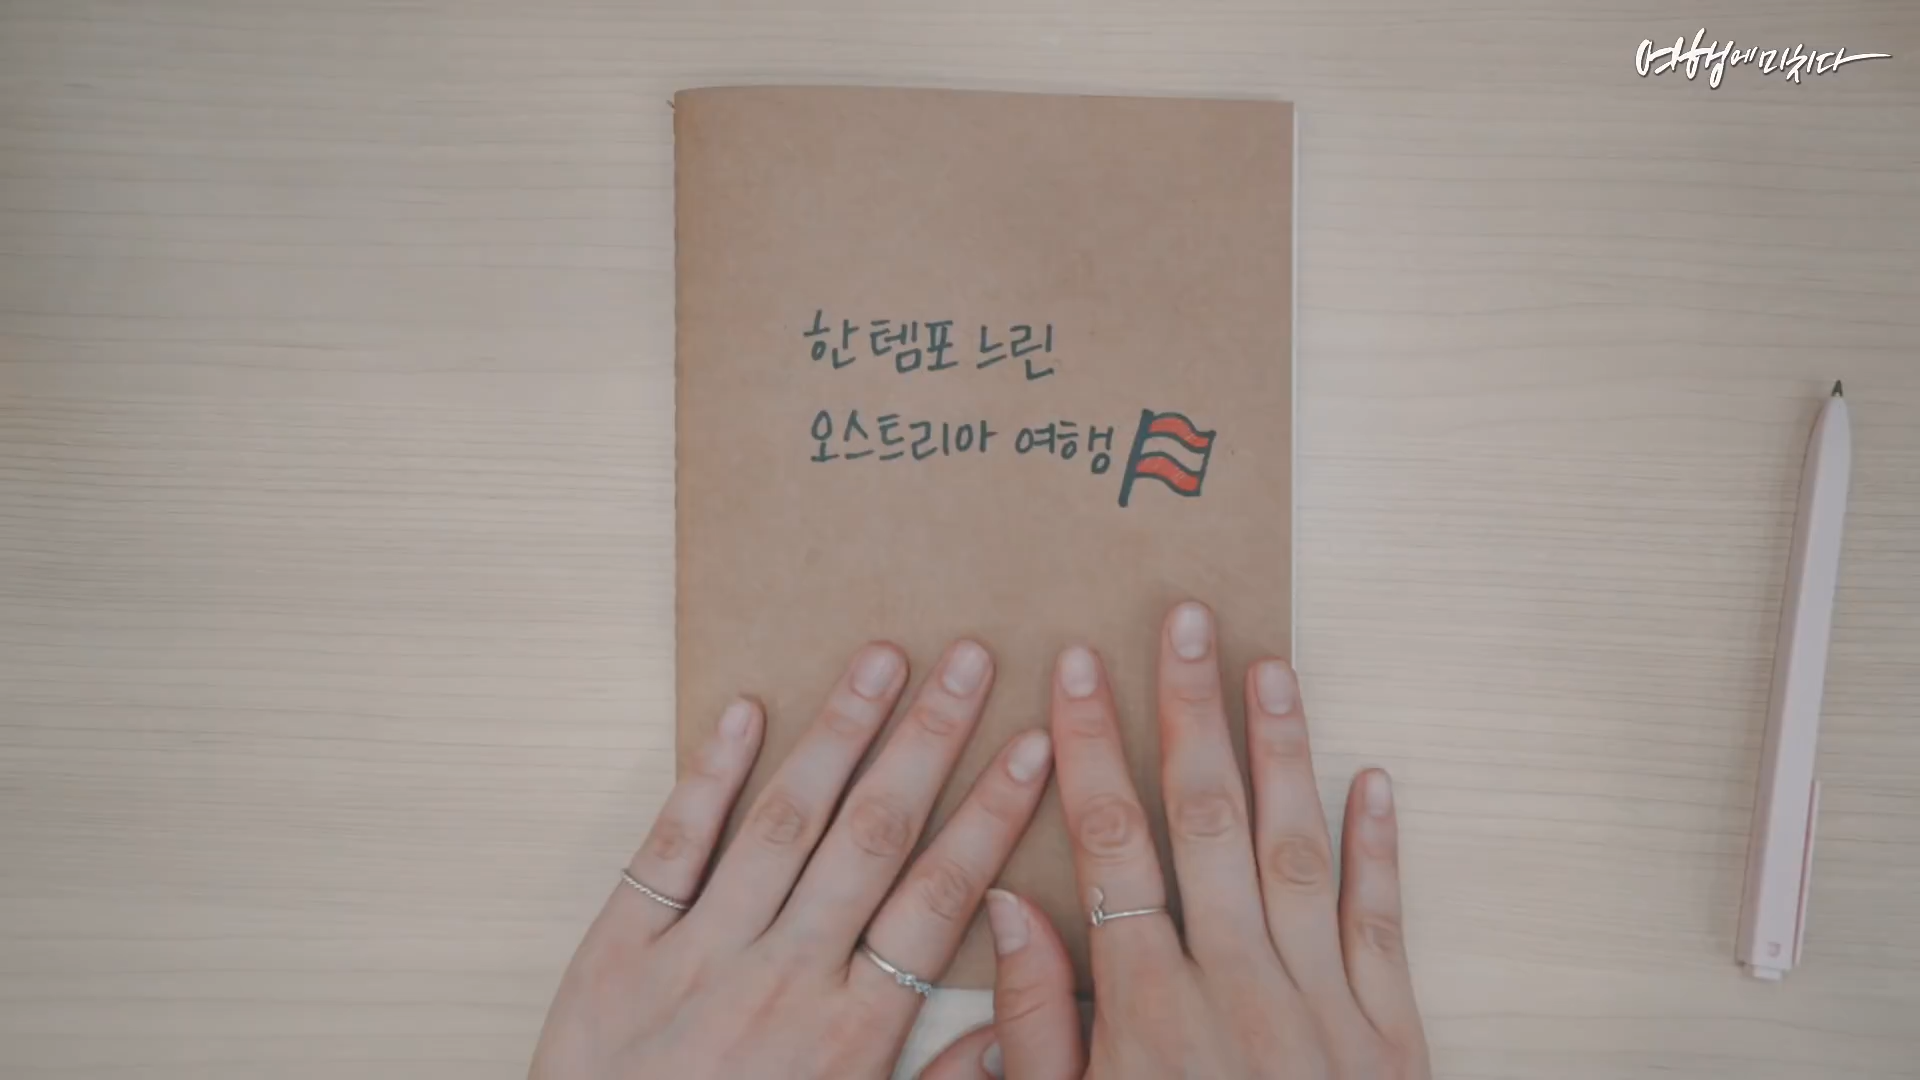 여행에미치다
한 템포 느린
오스트리아 여행